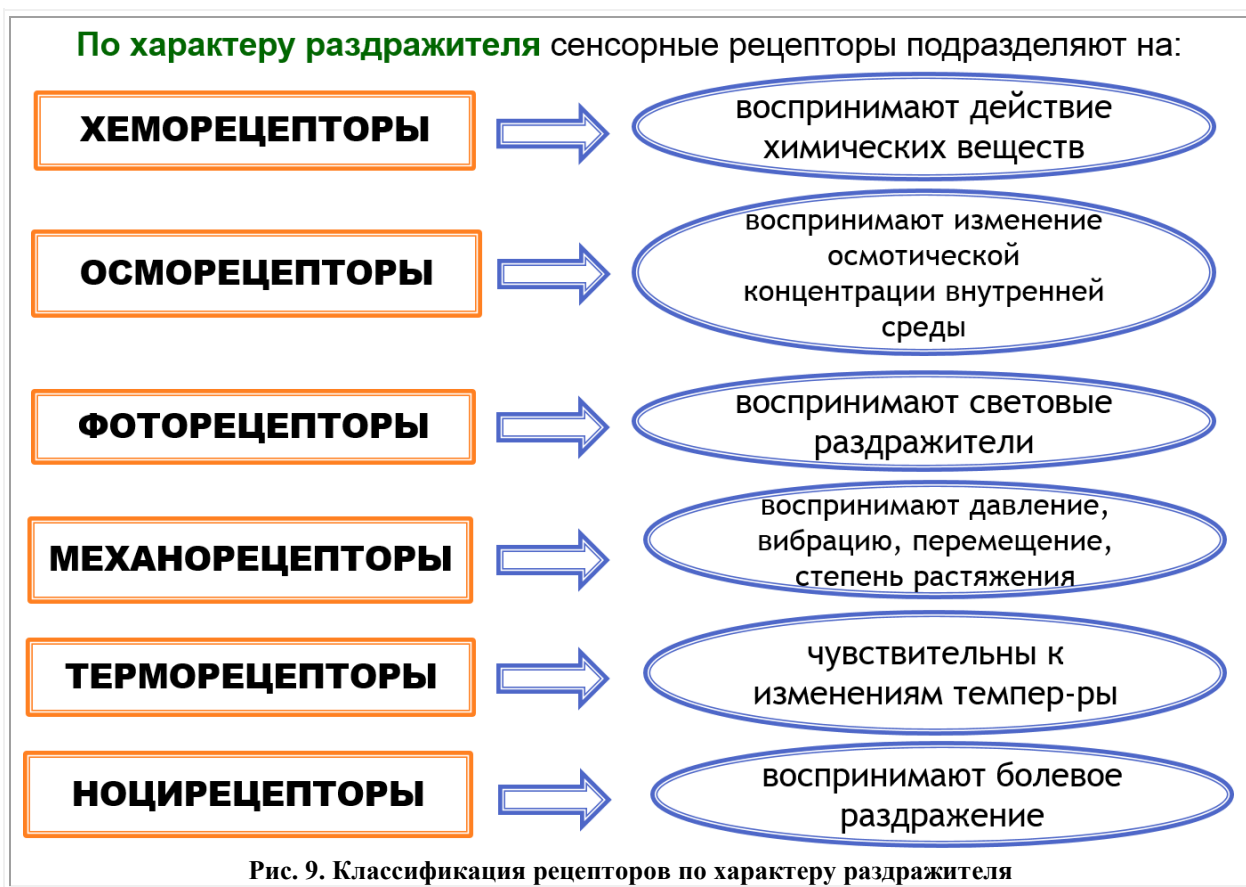 По характеру раздражителя сенсорные рецепторы подразделяют на:
ХЕМОРЕЦЕПТОРЫ
воспринимают действие
химических веществ
ОСМОРЕЦЕПТОРЫ
воспринимают изменение
осмотической
концентрации внутренней
среды
ФОТОРЕЦЕПТОРЫ
воспринимают световые
раздражители
МЕХАНОРЕЦЕПТОРЫ
воспринимают давление,
вибрацию, перемещение,
степень растяжения
ТЕРМОРЕЦЕПТОРЫ
чувствительны к
изменениям темпер-ры
НОЦИРЕЦЕПТОРЫ
воспринимают болевое
раздражение
Рис. 9. Классификация рецепторов по характеру раздражителя